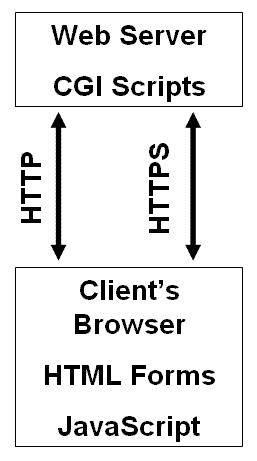 Web Server
CGI Scripts
HTTP
HTTPS
Client's
Browser
HTML Forms
JavaScript